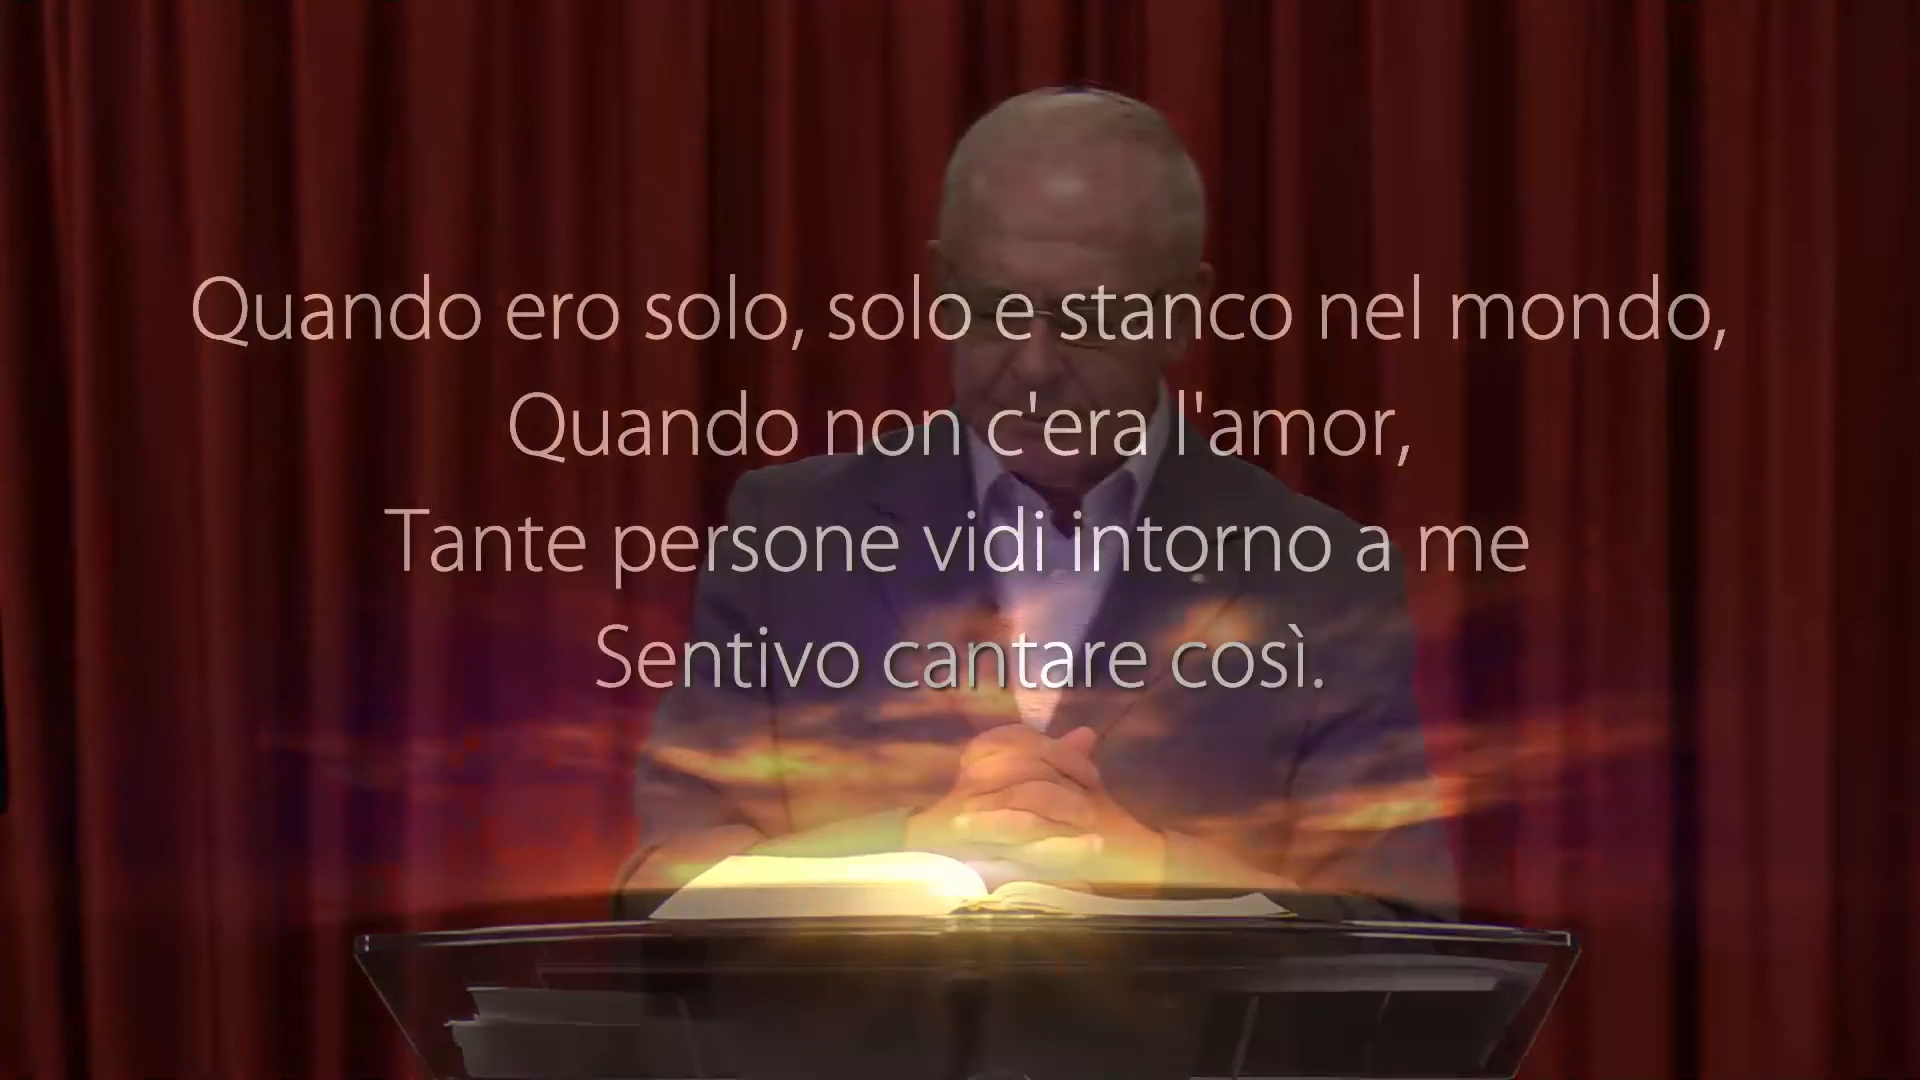 Quando ero solo, solo e stanco nel mondo,
Quando non c'era l'amor,
Tante persone vidi intorno a me
Sentivo cantare così.